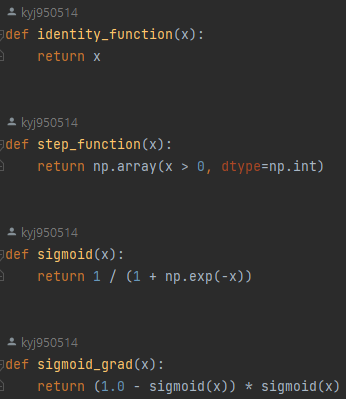 kyj950514
def identity_function(x):
    return x
kyj950514
def step_function(x):
    return np.array(x > 0, dtype=np.int)
kyj950514
def sigmoid(x):
    return 1 / (1 + np.exp(-x))
kyj950514
def sigmoid_grad(x):
    return (1.0 - sigmoid(x)) * sigmoid(x)